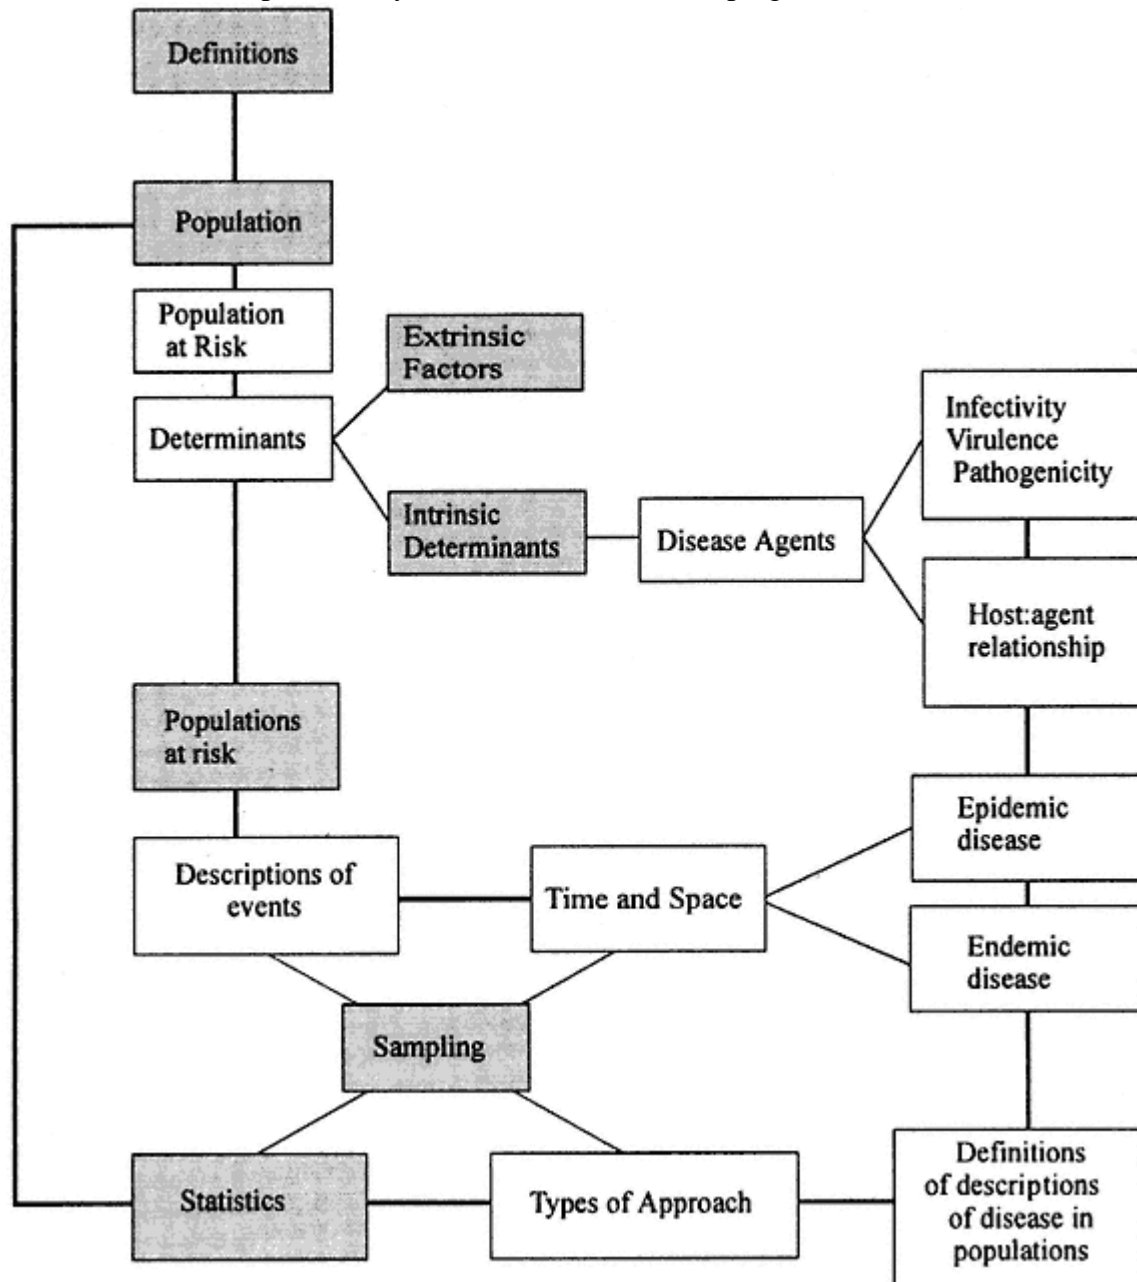 Definitions
Population
Population
at Risk
Extrinsic
Factors
Determinants
Infectivity
Virulence
Pathogenicity
Intrinsic
Determinants
Disease Agents
Host:agent
relationship
Populations
at risk
Epidemic
disease
Descriptions of
events
Time and Space
Endemic
disease
Sampling
Statistics
Types of Approach
Definitions
of descriptions
of disease in
populations